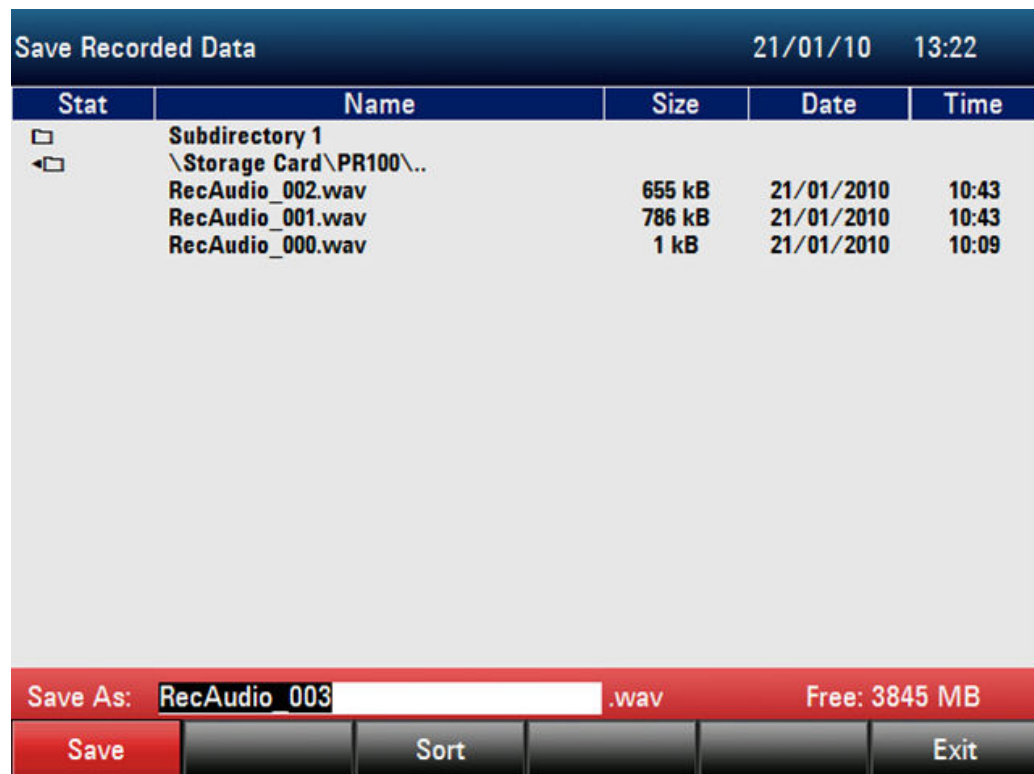 Save Recorded Data 21/01/10 13:22
Stat Name Size Date Time
Subdirectory 1
\Storage Card\PR100\..
RecAudio_002.wav 655 kB 21/01/2010 10:43
RecAudio_001.wav 786 kB 21/01/2010 10:43
RecAudio_000.wav 1 kB 21/01/2010 10:09
Save As: RecAudio_003 .wav Free: 3845 MB
Save Sort Exit